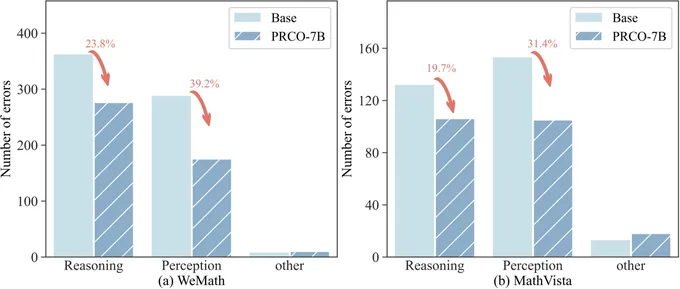 Number of errors
400
300
200
100
0
Base
PRCO-7B
23.8%
39.2%
Reasoning Perception other
(a) WeMath
Number of errors
160
120
80
40
0
Base
PRCO-7B
19.7%
31.4%
Reasoning Perception other
(b) MathVista